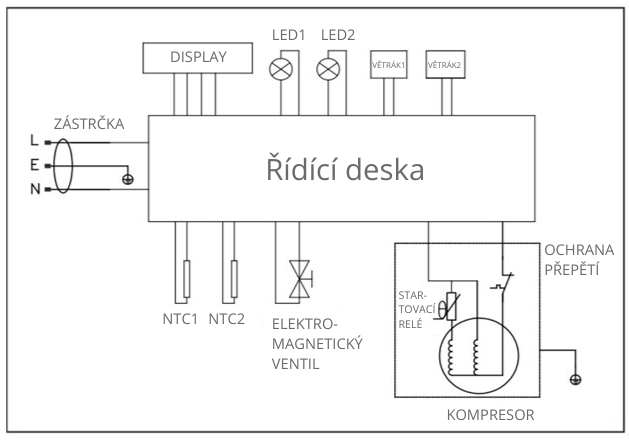 LED1 LED2
DISPLAY
VĚTRÁK1 VĚTRÁK2
ZÁSTRČKA
L
E
N
Řídící deska
OCHRANA
PŘEPĚTÍ
STAR-
TOVACÍ
RELÉ
NTC1 NTC2
ELEKTRO-
MAGNETICKÝ
VENTIL
KOMPRESOR